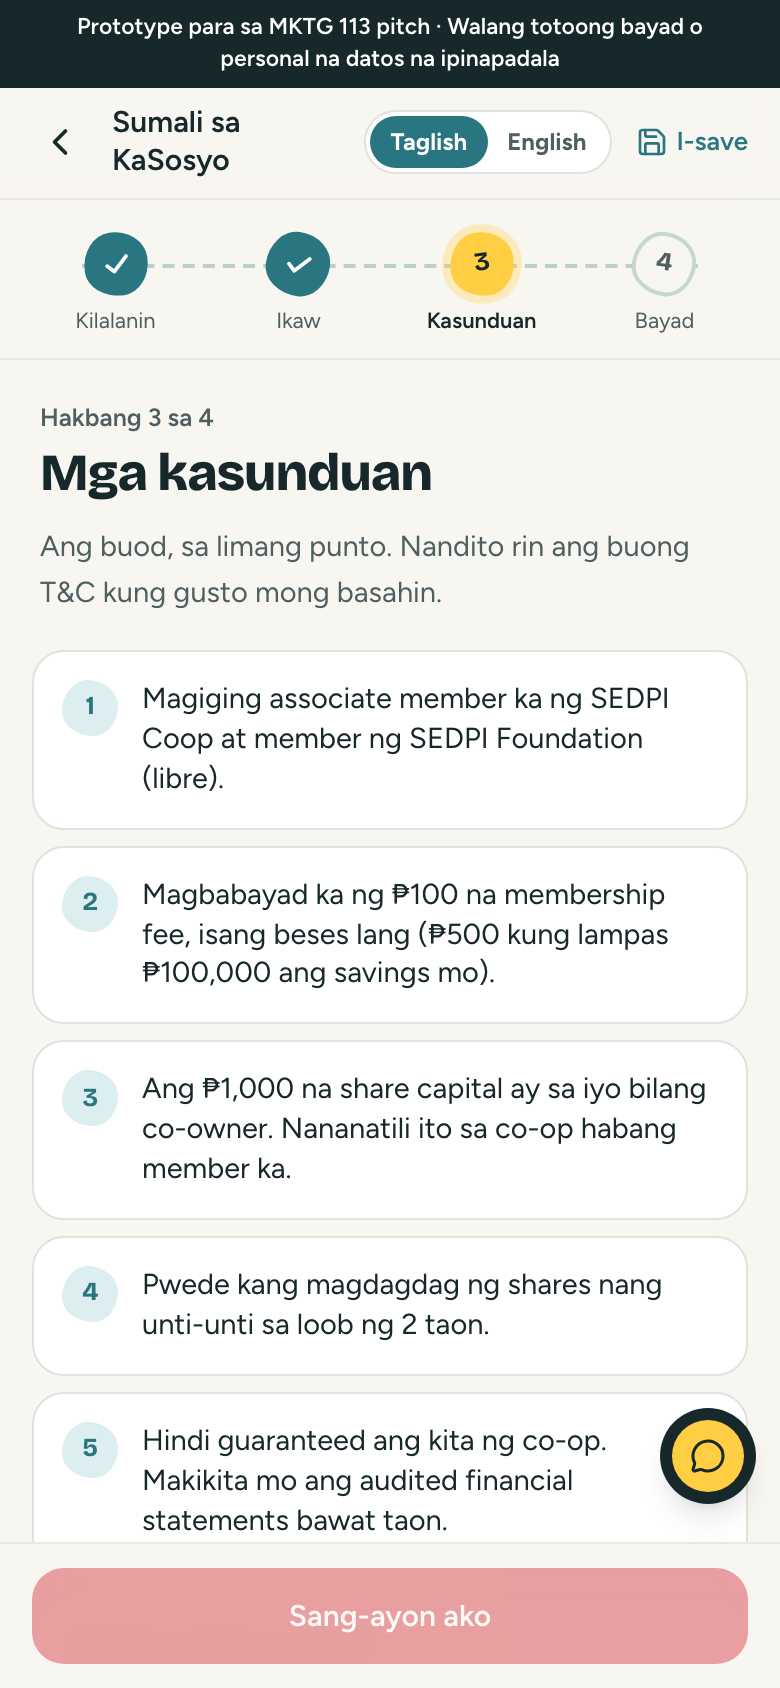 Prototype para sa MKTG 113 pitch · Walang totoong bayad o
personal na datos na ipinapadala
Sumali sa
KaSosyo
Taglish
English
I-save
3
4
Kilalanin
Ikaw
Kasunduan
Bayad
Hakbang 3 sa 4
Mga kasunduan
Ang buod, sa limang punto. Nandito rin ang buong
T&C kung gusto mong basahin.
1
Magiging associate member ka ng SEDPI
Coop at member ng SEDPI Foundation
(libre).
2
Magbabayad ka ng ₱100 na membership
fee, isang beses lang (₱500 kung lampas
₱100,000 ang savings mo).
3
Ang ₱1,000 na share capital ay sa iyo bilang
co-owner. Nananatili ito sa co-op habang
member ka.
4
Pwede kang magdagdag ng shares nang
unti-unti sa loob ng 2 taon.
5
Hindi guaranteed ang kita ng co-op.
Makikita mo ang audited financial
statements bawat taon.
Sang-ayon ako